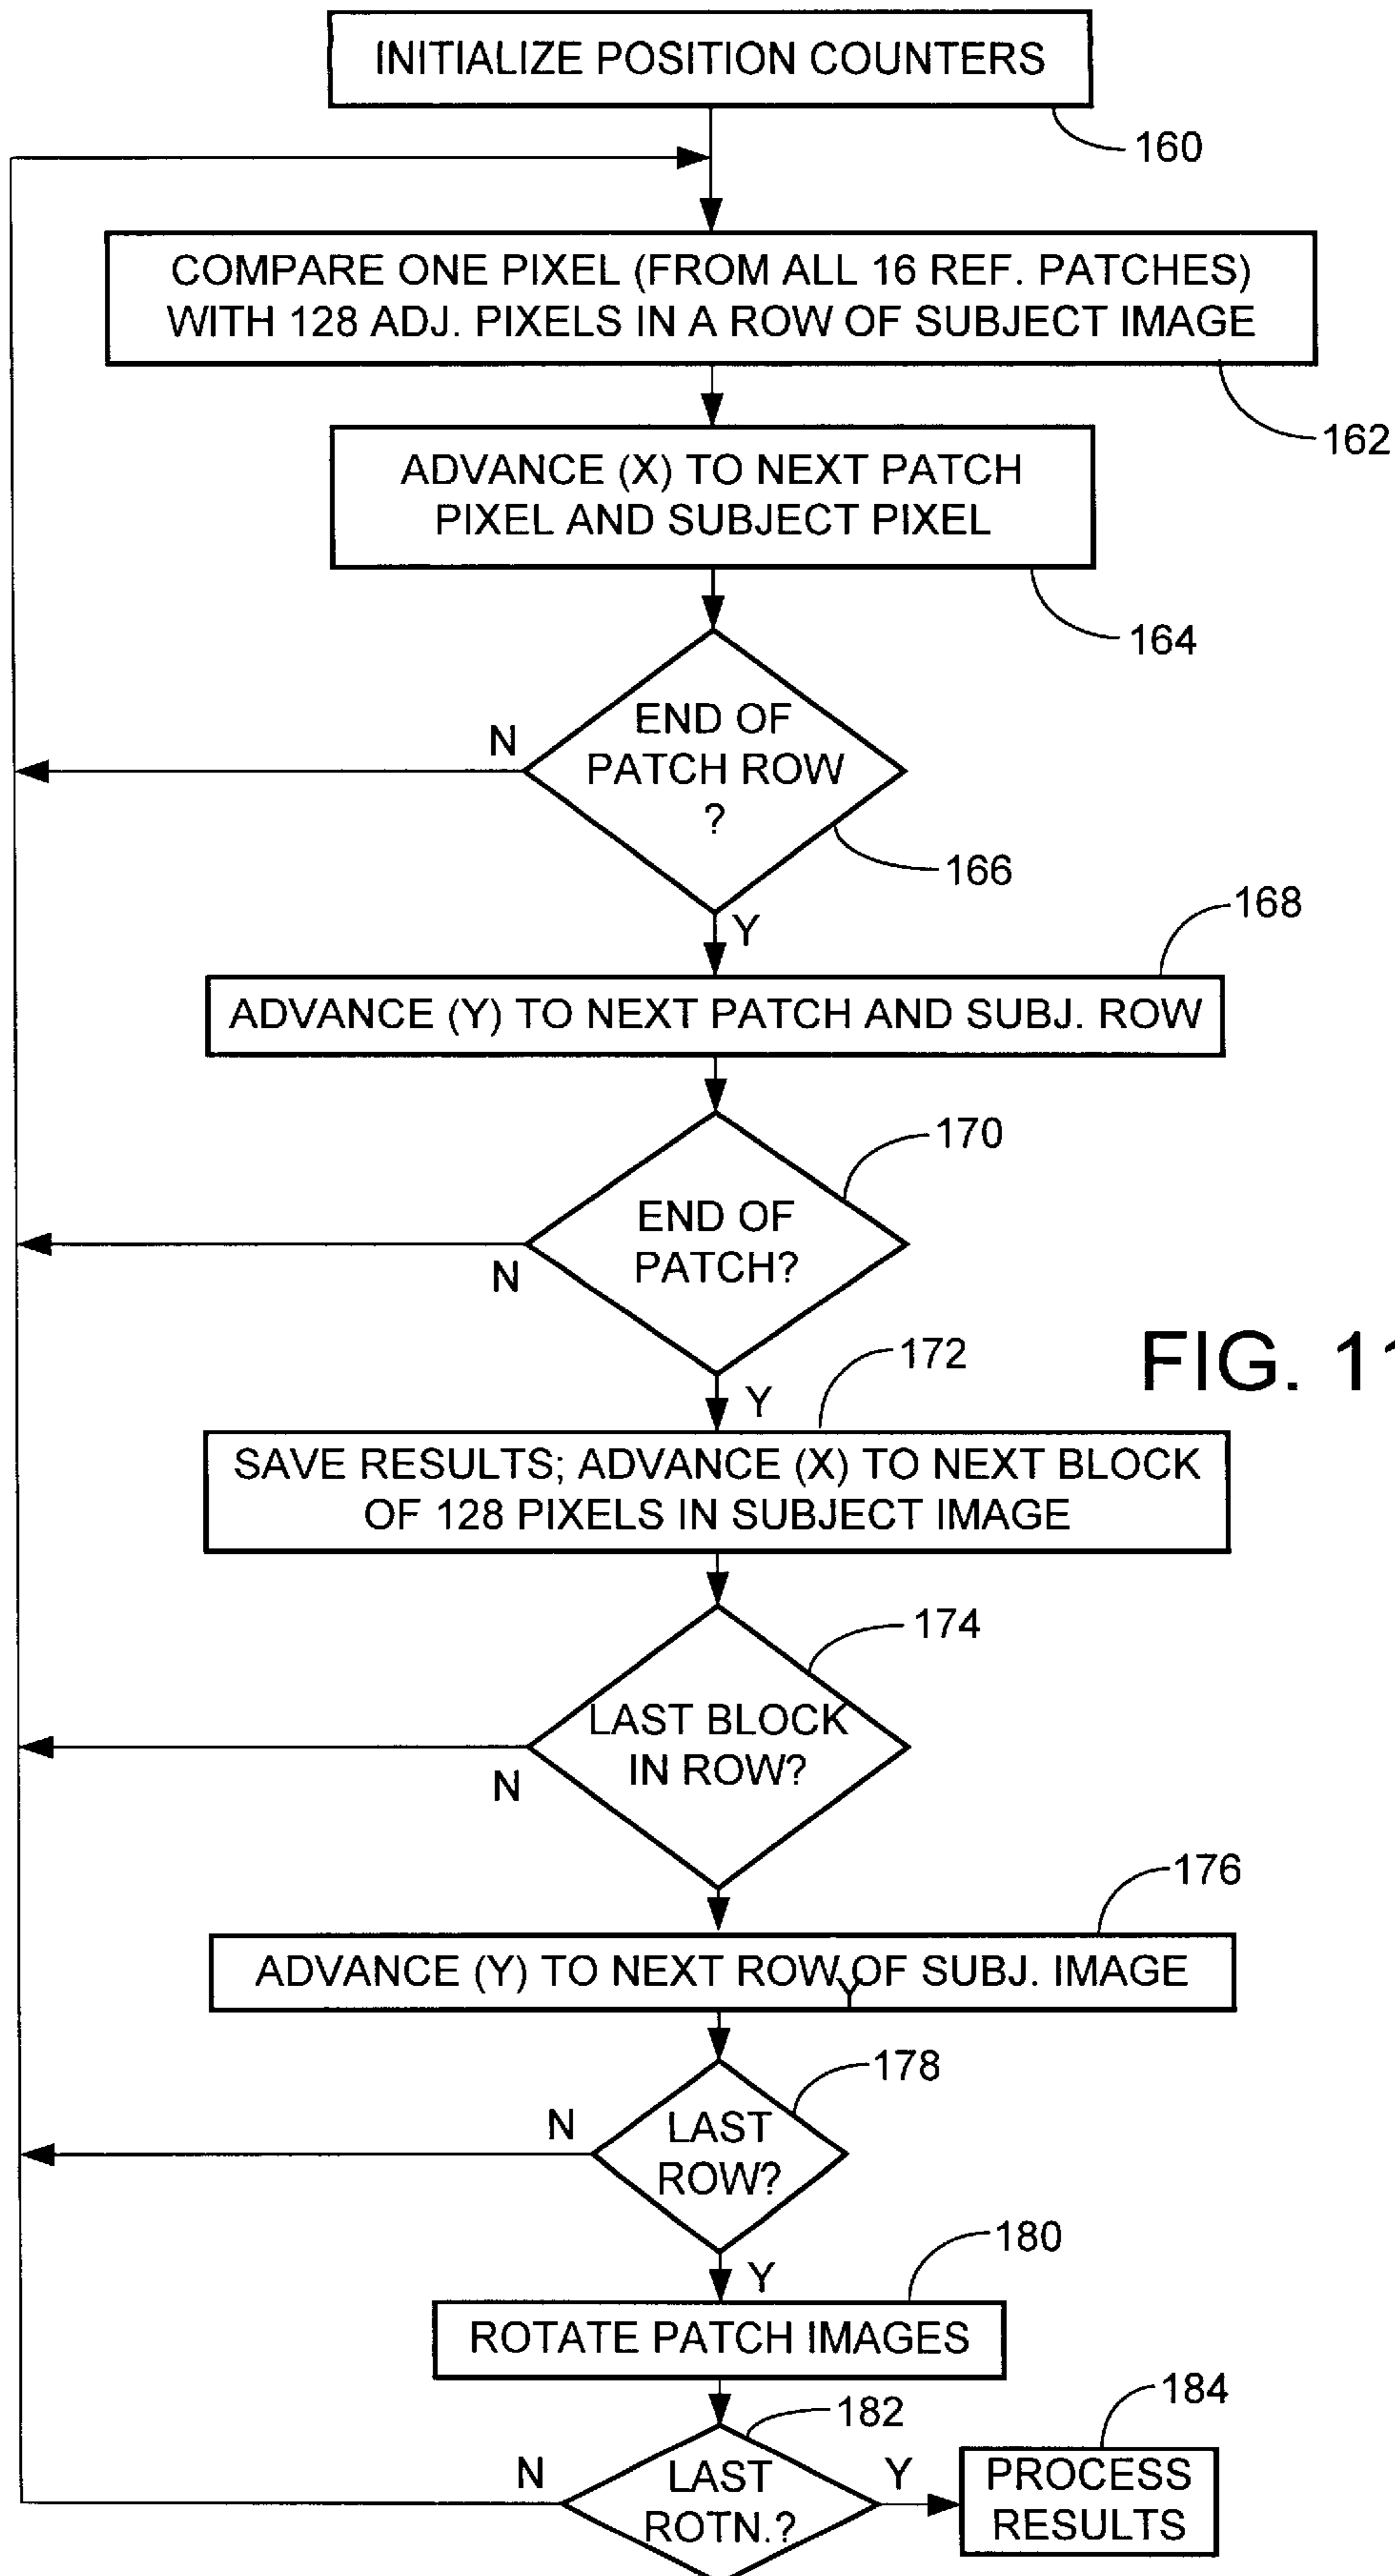 INITIALIZE POSITION COUNTERS
160
COMPARE ONE PIXEL (FROM ALL 16 REF. PATCHES)
WITH 128 ADJ. PIXELS IN A ROW OF SUBJECT IMAGE
162
ADVANCE (X) TO NEXT PATCH
PIXEL AND SUBJECT PIXEL
164
END OF
PATCH ROW
?
N
166
Y
168
ADVANCE (Y) TO NEXT PATCH AND SUBJ. ROW
170
END OF
PATCH?
N
FIG. 11
172
Y
SAVE RESULTS; ADVANCE (X) TO NEXT BLOCK
OF 128 PIXELS IN SUBJECT IMAGE
174
LAST BLOCK
IN ROW?
N
176
ADVANCE (Y) TO NEXT ROW OF SUBJ. IMAGE
Y
178
N
LAST
ROW?
180
Y
ROTATE PATCH IMAGES
182
184
N
LAST
ROTN.?
Y
PROCESS
RESULTS